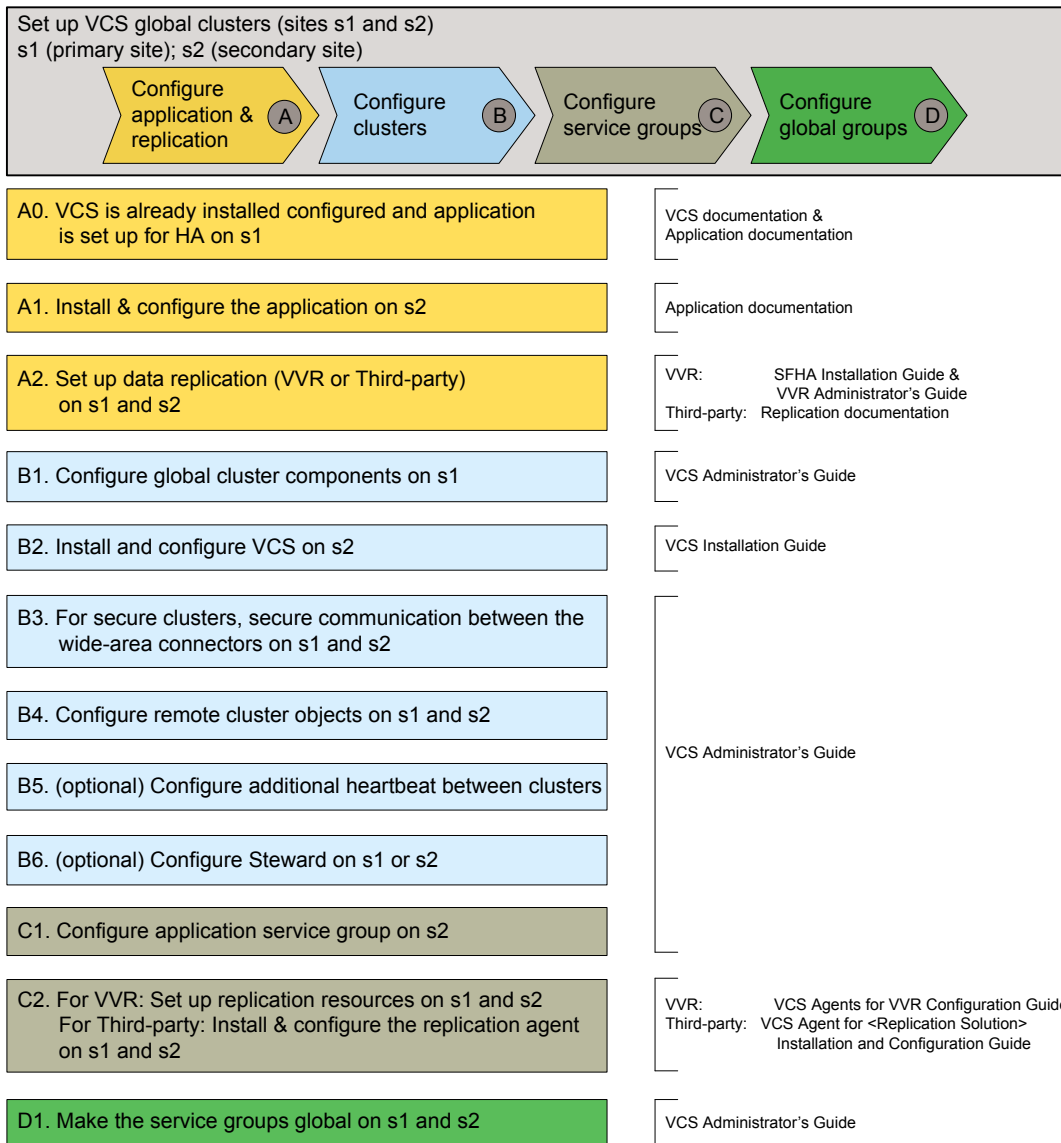 Set up VCS global clusters (sites s1 and s2)
s1 (primary site); s2 (secondary site)
Configure
application &
replication
A
Configure
clusters
B
Configure
service groups
C
Configure
global groups
D
A0. VCS is already installed configured and application
is set up for HA on s1
VCS documentation &
Application documentation
A1. Install & configure the application on s2
Application documentation
A2. Set up data replication (VVR or Third-party)
on s1 and s2
VVR: SFHA Installation Guide &
VVR Administrator’s Guide
Third-party: Replication documentation
B1. Configure global cluster components on s1
VCS Administrator’s Guide
B2. Install and configure VCS on s2
VCS Installation Guide
B3. For secure clusters, secure communication between the
wide-area connectors on s1 and s2
B4. Configure remote cluster objects on s1 and s2
B5. (optional) Configure additional heartbeat between clusters
B6. (optional) Configure Steward on s1 or s2
C1. Configure application service group on s2
VCS Administrator’s Guide
C2. For VVR: Set up replication resources on s1 and s2
For Third-party: Install & configure the replication agent
on s1 and s2
VVR: VCS Agents for VVR Configuration Guide
Third-party: VCS Agent for <Replication Solution>
Installation and Configuration Guide
D1. Make the service groups global on s1 and s2
VCS Administrator’s Guide